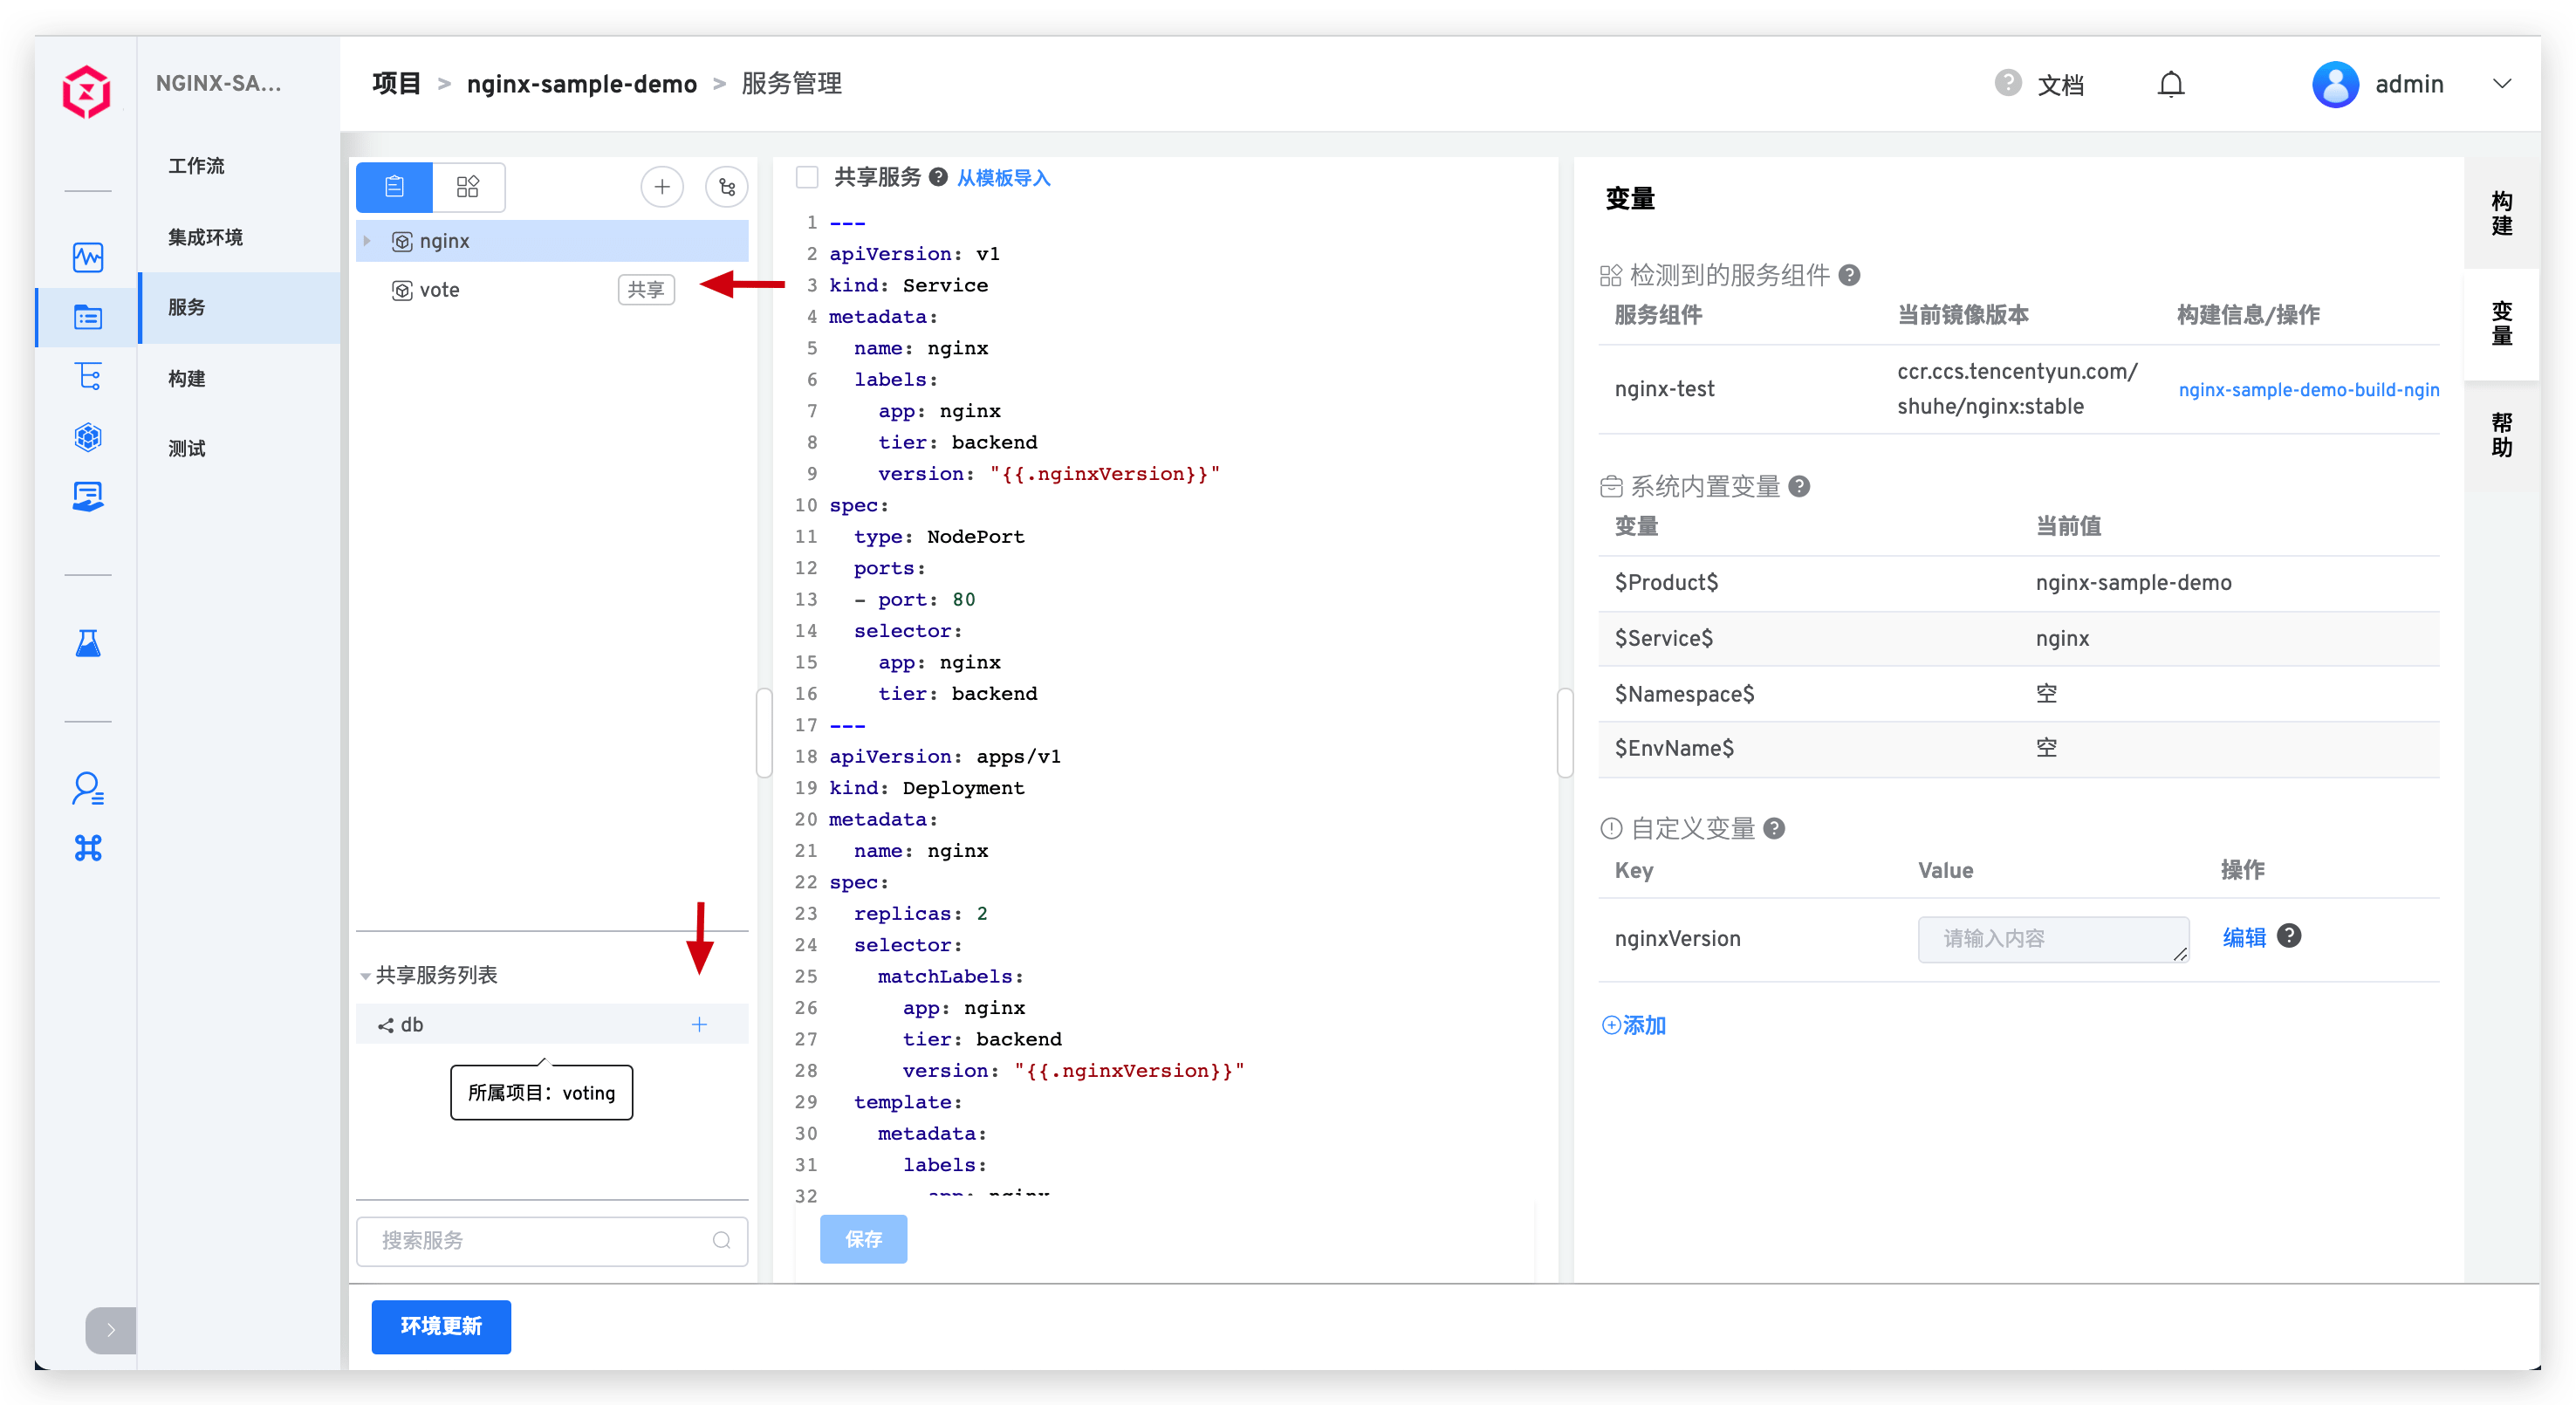 NGINX-SA...
项目 > nginx-sample-demo > 服务管理
? 文档
admin
工作流
集成环境
服务
构建
测试
nginx
vote 共享
共享服务列表
db
所属项目：voting
搜索服务
环境更新
共享服务 ? 从模板导入
1 ---
2 apiVersion: v1
3 kind: Service
4 metadata:
5   name: nginx
6   labels:
7     app: nginx
8     tier: backend
9     version: "{{.nginxVersion}}"
10 spec:
11   type: NodePort
12   ports:
13   - port: 80
14   selector:
15     app: nginx
16     tier: backend
17 ---
18 apiVersion: apps/v1
19 kind: Deployment
20 metadata:
21   name: nginx
22 spec:
23   replicas: 2
24   selector:
25     matchLabels:
26       app: nginx
27       tier: backend
28       version: "{{.nginxVersion}}"
29   template:
30     metadata:
31       labels:
32         app: nginx
保存
变量
检测到的服务组件 ?
服务组件 当前镜像版本 构建信息/操作
nginx-test ccr.ccs.tencentyun.com/ nginx-sample-demo-build-ngin
shuhe/nginx:stable
系统内置变量 ?
变量 当前值
$Product$ nginx-sample-demo
$Service$ nginx
$Namespace$ 空
$EnvName$ 空
自定义变量 ?
Key Value 操作
nginxVersion 请输入内容 编辑 ?
添加
构建
变量
帮助